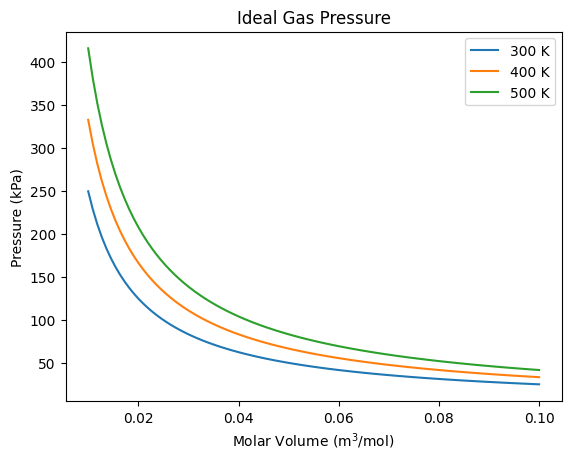 Ideal Gas Pressure
300 K
400 K
500 K
400
350
300
250
200
150
100
50
Pressure (kPa)
0.02 0.04 0.06 0.08 0.10
Molar Volume (m³/mol)